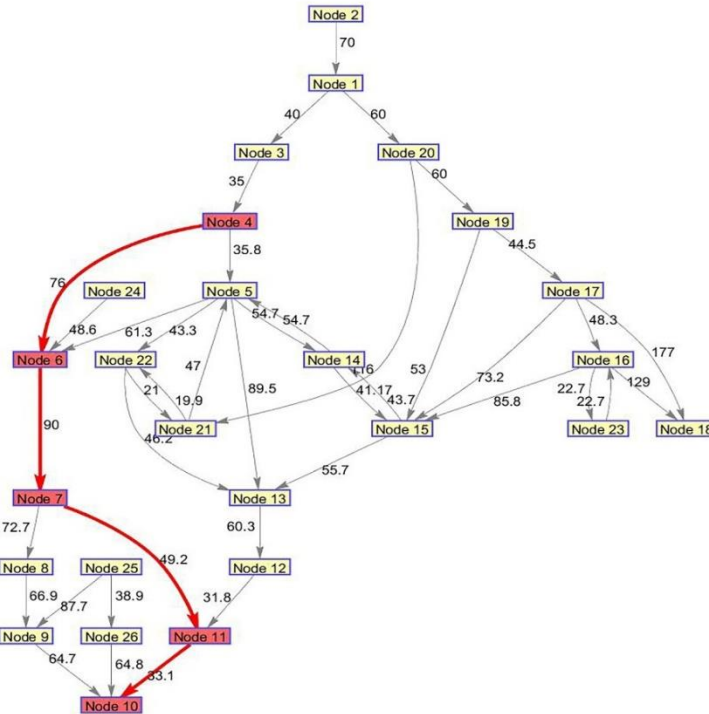 Node 2
70
Node 1
40 60
Node 3 Node 20
35 60
Node 4 Node 19
35.8 44.5
76 Node 24 Node 5 Node 17
48.6 61.3 43.3 54.7 54.7 48.3
Node 6 Node 22 Node 14 Node 16
47 116 53 73.2 177
21 19.9 89.5 41.17 43.7 85.8 22.7 22.7 129
90 46.2 Node 21 Node 15 Node 23 Node 18
55.7
Node 7 Node 13
72.7 60.3
49.2
Node 8 Node 25 Node 12
66.9 87.7 38.9 31.8
Node 9 Node 26 Node 11
64.7 64.8 33.1
Node 10